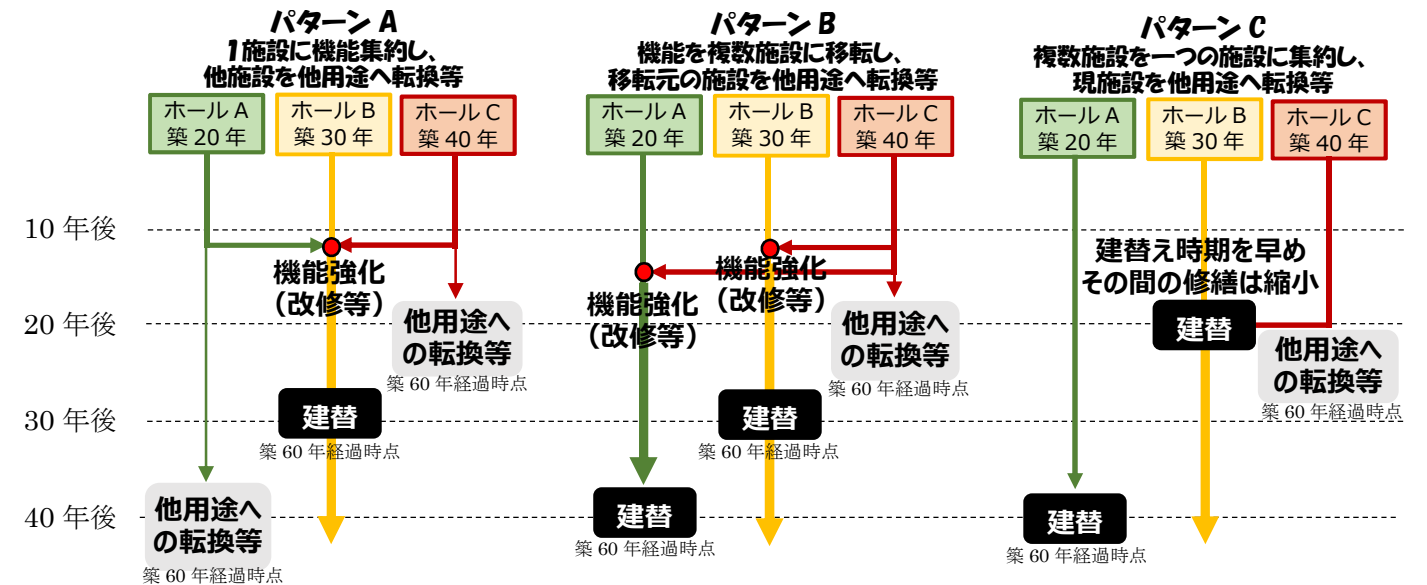 パターン A
1施設に機能集約し、
他施設を他用途へ転換等
ホール A
築 20 年
ホール B
築 30 年
ホール C
築 40 年
パターン B
機能を複数施設に移転し、
移転元の施設を他用途へ転換等
ホール A
築 20 年
ホール B
築 30 年
ホール C
築 40 年
パターン C
複数施設を一つの施設に集約し、
現施設を他用途へ転換等
ホール A
築 20 年
ホール B
築 30 年
ホール C
築 40 年
10 年後
20 年後
30 年後
40 年後
機能強化
（改修等）
他用途へ
の転換等
築 60 年経過時点
建替
築 60 年経過時点
他用途へ
の転換等
築 60 年経過時点
機能強化
（改修等）
機能強化
（改修等）
他用途へ
の転換等
築 60 年経過時点
建替
築 60 年経過時点
建替
築 60 年経過時点
建替え時期を早め
その間の修繕は縮小
建替
他用途へ
の転換等
築 60 年経過時点
建替
築 60 年経過時点